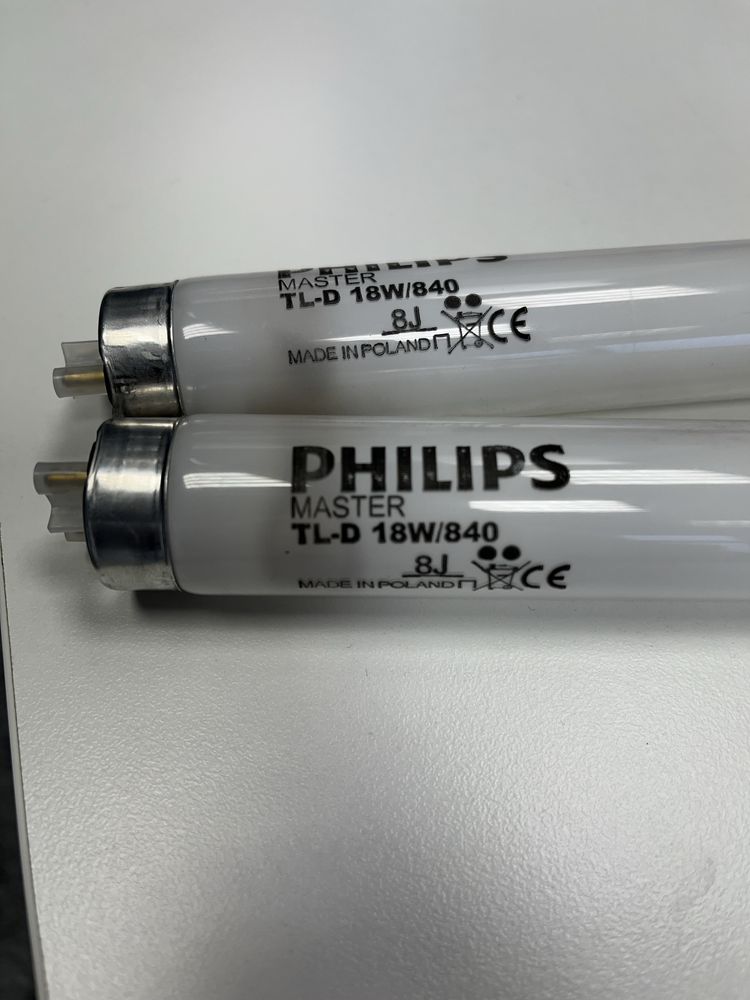 PHILIPS
MASTER
TL-D 18W/840
8J
MADE IN POLAND CE
PHILIPS
MASTER
TL-D 18W/840
8J
MADE IN POLAND CE